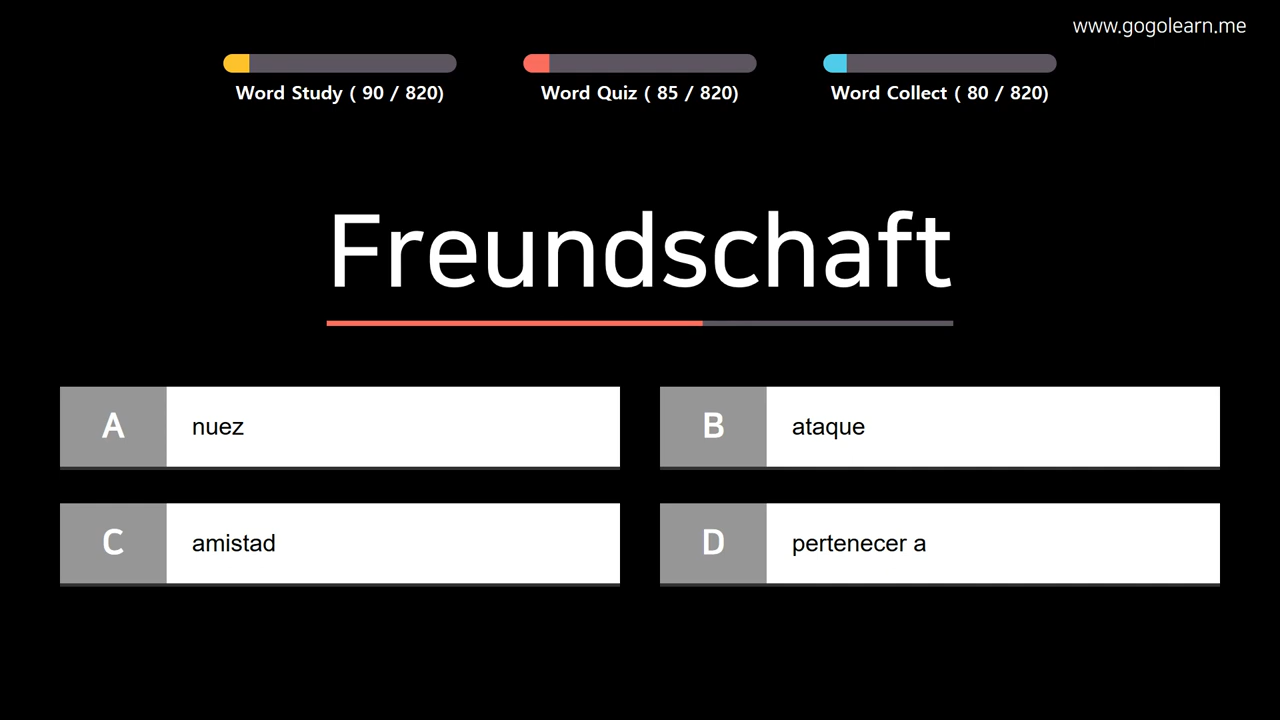 www.gogolearn.me
Word Study ( 90 / 820)
Word Quiz ( 85 / 820)
Word Collect ( 80 / 820)
Freundschaft
A nuez
B ataque
C amistad
D pertenecer a